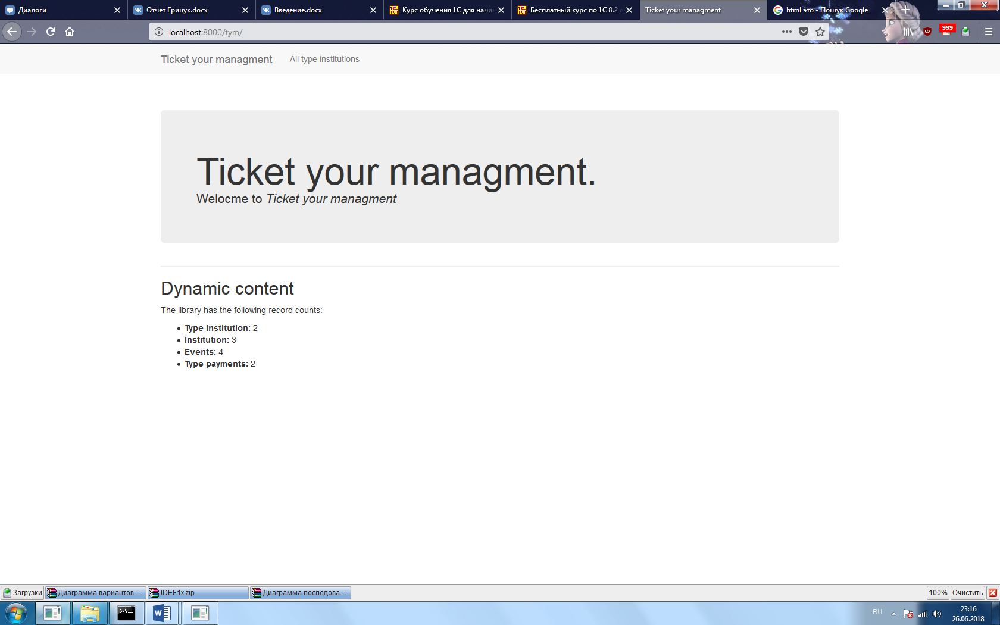 Диалоги
Отчёт Грицук.docx
Введение.docx
Курс обучения 1С для начи
Бесплатный курс по 1С 8.2
Ticket your managment
html это - Пошук Google
localhost:8000/tym/
999
Ticket your managment
All type institutions
Ticket your managment.
Welocme to Ticket your managment
Dynamic content
The library has the following record counts:
Type institution: 2
Institution: 3
Events: 4
Type payments: 2
Загрузки
Диаграмма вариантов ...
IDEF1x.zip
Диаграмма последова...
100%
Очистить
RU
23:16
26.06.2018